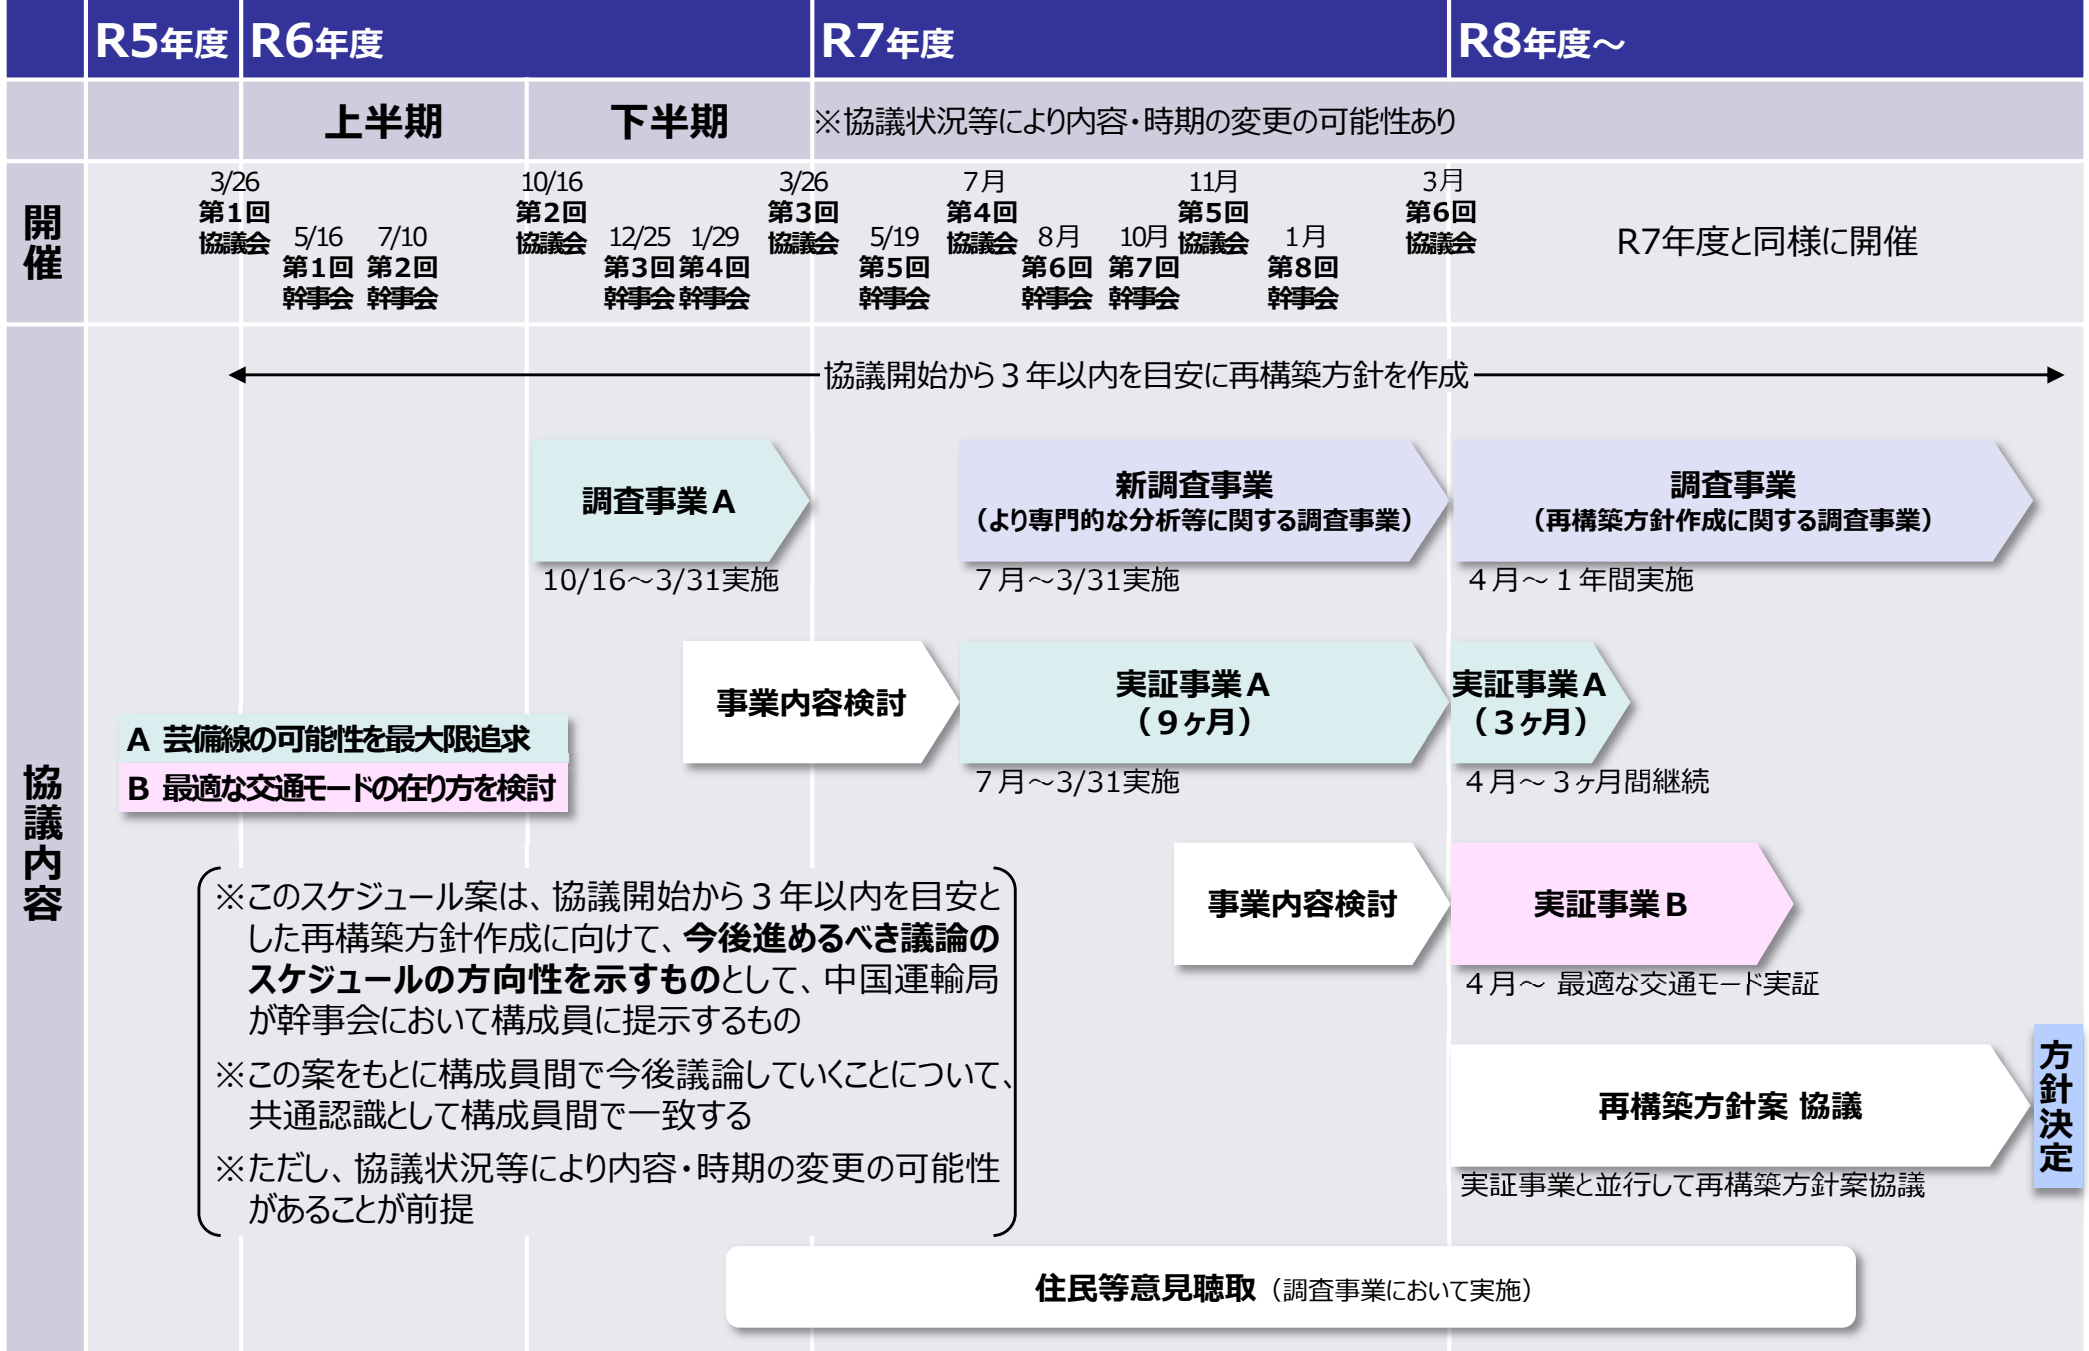 R5年度
R6年度
R7年度
R8年度～
上半期
下半期
※協議状況等により内容・時期の変更の可能性あり
開催
3/26
第1回
協議会
5/16
第1回
幹事会
7/10
第2回
幹事会
10/16
第2回
協議会
12/25
第3回
幹事会
1/29
第4回
幹事会
3/26
第3回
協議会
5/19
第5回
幹事会
7月
第4回
協議会
8月
第6回
幹事会
10月
第7回
幹事会
11月
第5回
協議会
1月
第8回
幹事会
3月
第6回
協議会
R7年度と同様に開催
協議内容
協議開始から３年以内を目安に再構築方針を作成
調査事業Ａ
10/16～3/31実施
新調査事業
（より専門的な分析等に関する調査事業）
７月～3/31実施
調査事業
（再構築方針作成に関する調査事業）
４月～１年間実施
事業内容検討
実証事業Ａ
（９ヶ月）
７月～3/31実施
実証事業Ａ
（３ヶ月）
４月～３ヶ月間継続
A 芸備線の可能性を最大限追求
B 最適な交通モードの在り方を検討
事業内容検討
実証事業Ｂ
４月～ 最適な交通モード実証
※このスケジュール案は、協議開始から３年以内を目安と
した再構築方針作成に向けて、今後進めるべき議論の
スケジュールの方向性を示すものとして、中国運輸局
が幹事会において構成員に提示するもの
※この案をもとに構成員間で今後議論していくことについて、
共通認識として構成員間で一致する
※ただし、協議状況等により内容・時期の変更の可能性
があることが前提
再構築方針案 協議
実証事業と並行して再構築方針案協議
方針決定
住民等意見聴取（調査事業において実施）